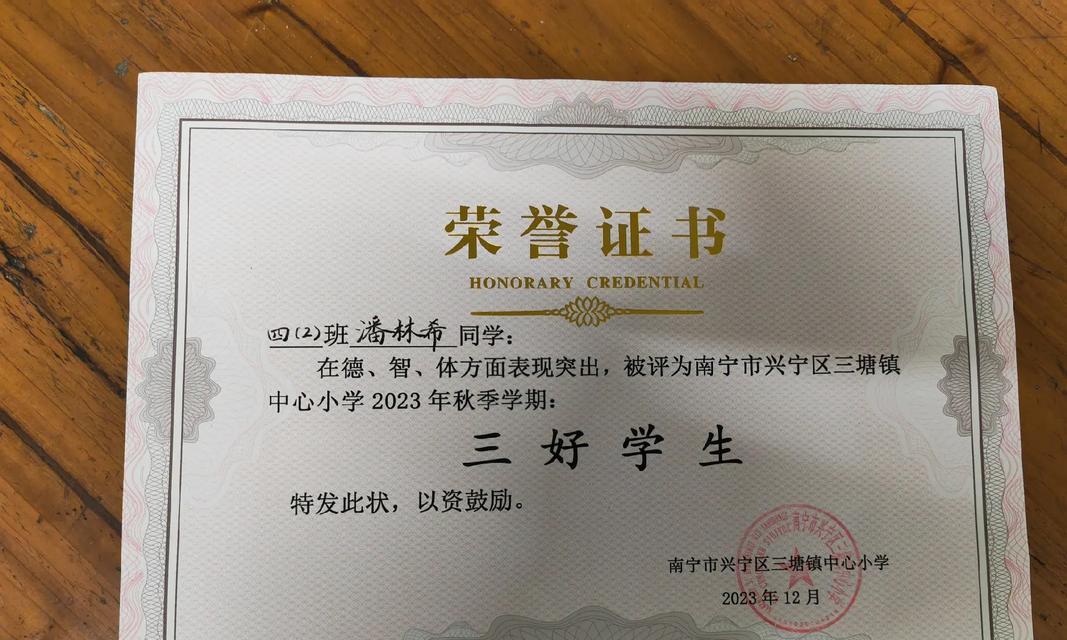 荣誉证书
HONORARY CREDENTIAL
四(2)班 潘林希 同学：
在德、智、体方面表现突出，被评为南宁市兴宁区三塘镇
中心小学 2023 年秋季学期：
三好学生
特发此状，以资鼓励。
南宁市兴宁区三塘镇中心小学
2023 年 12 月